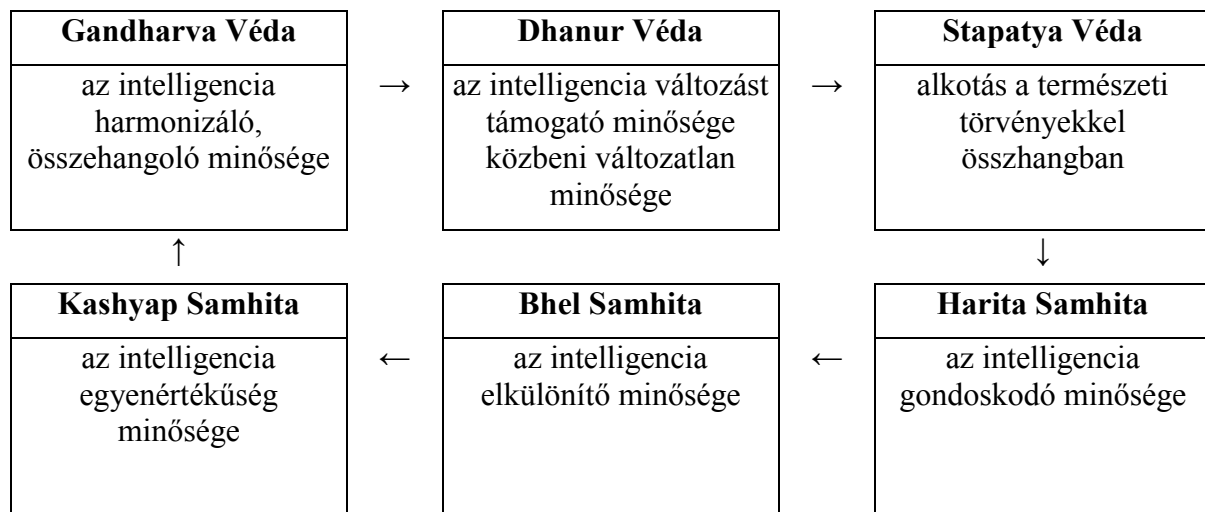 Gandharva Véda
az intelligencia
harmonizáló,
összehangoló minősége
→
Dhanur Véda
az intelligencia változást
támogató minősége
közbeni változatlan
minősége
→
Stapatya Véda
alkotás a természeti
törvényekkel
összhangban
↑
↓
Kashyap Samhita
az intelligencia
egyenértékűség
minősége
←
Bhel Samhita
az intelligencia
elkülönítő minősége
←
Harita Samhita
az intelligencia
gondoskodó minősége